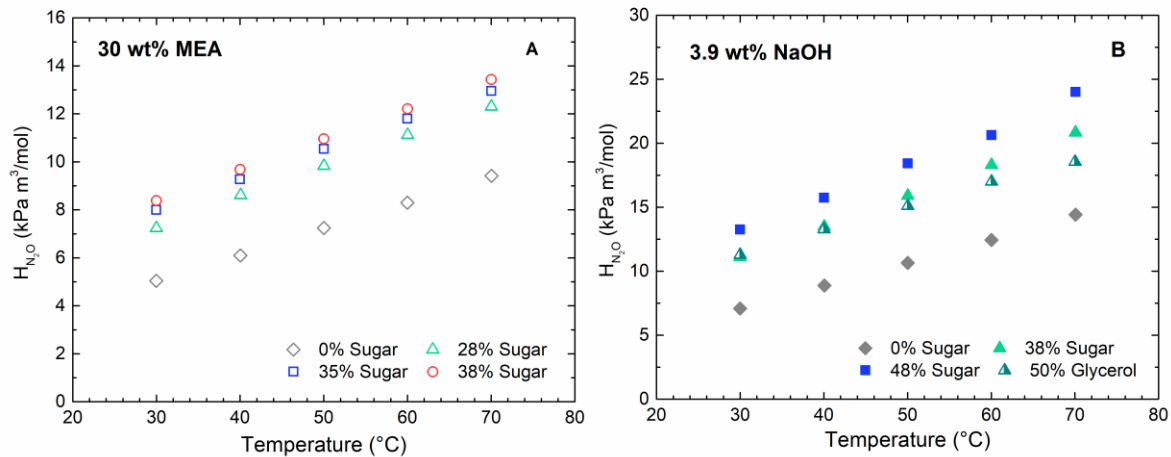 30 wt% MEA
A
16
14
12
10
8
6
4
2
0
H_N₂O (kPa m³/mol)
0% Sugar
28% Sugar
35% Sugar
38% Sugar
20 30 40 50 60 70 80
Temperature (°C)
3.9 wt% NaOH
B
30
25
20
15
10
5
0
H_N₂O (kPa m³/mol)
0% Sugar
38% Sugar
48% Sugar
50% Glycerol
20 30 40 50 60 70 80
Temperature (°C)